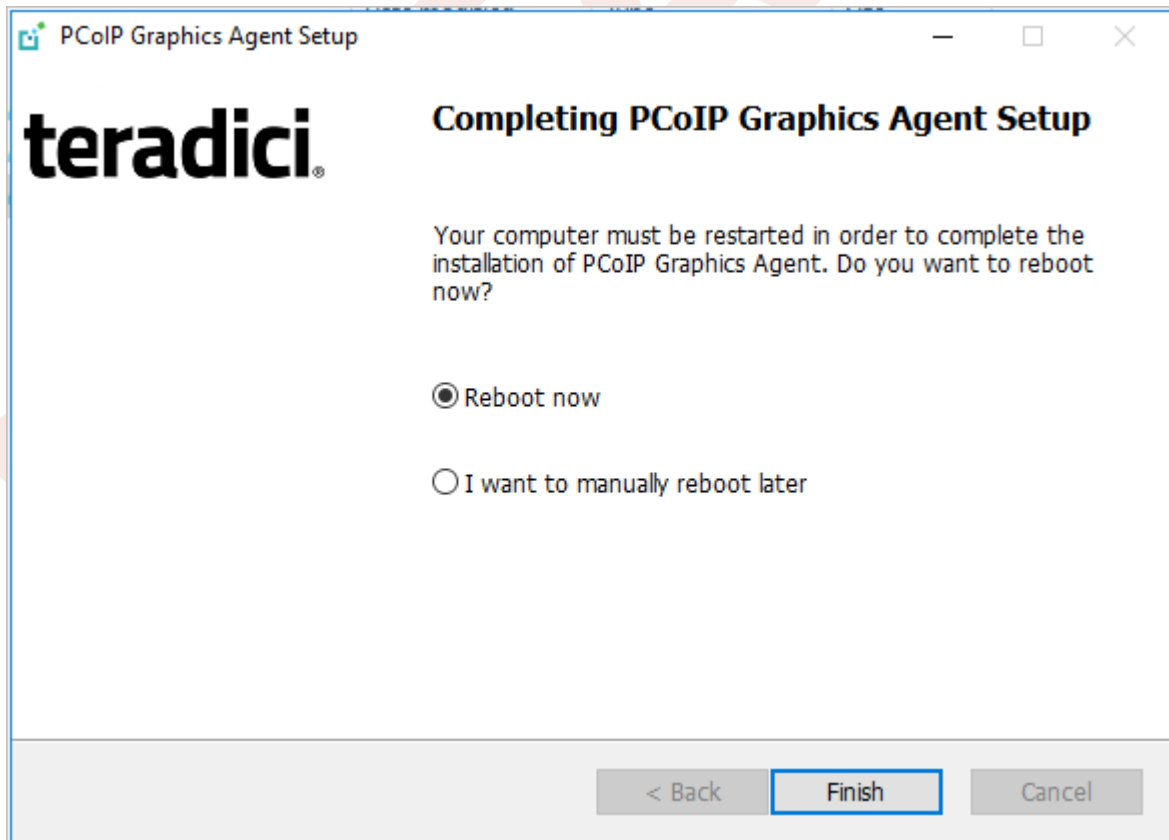 PCoIP Graphics Agent Setup
teradici®
Completing PCoIP Graphics Agent Setup
Your computer must be restarted in order to complete the
installation of PCoIP Graphics Agent. Do you want to reboot
now?
Reboot now
I want to manually reboot later
< Back
Finish
Cancel